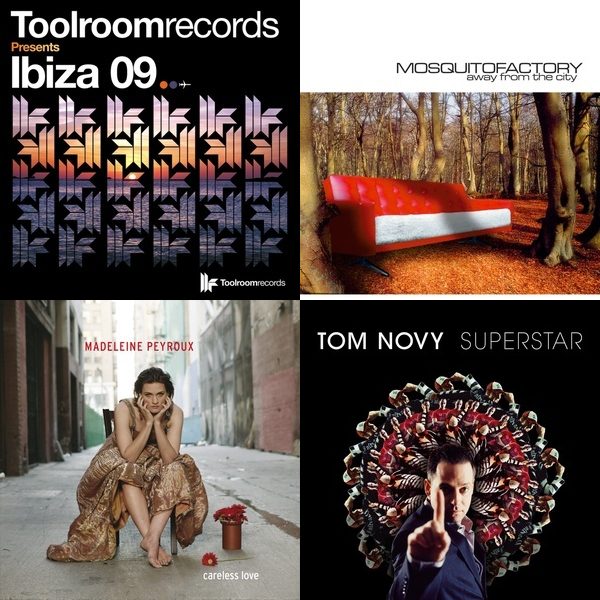 Toolroomrecords
Presents
Ibiza 09
Toolroomrecords
MOSQUITOFACTORY
away from the city
MADELEINE PEYROUX
careless love
TOM NOVY SUPERSTAR